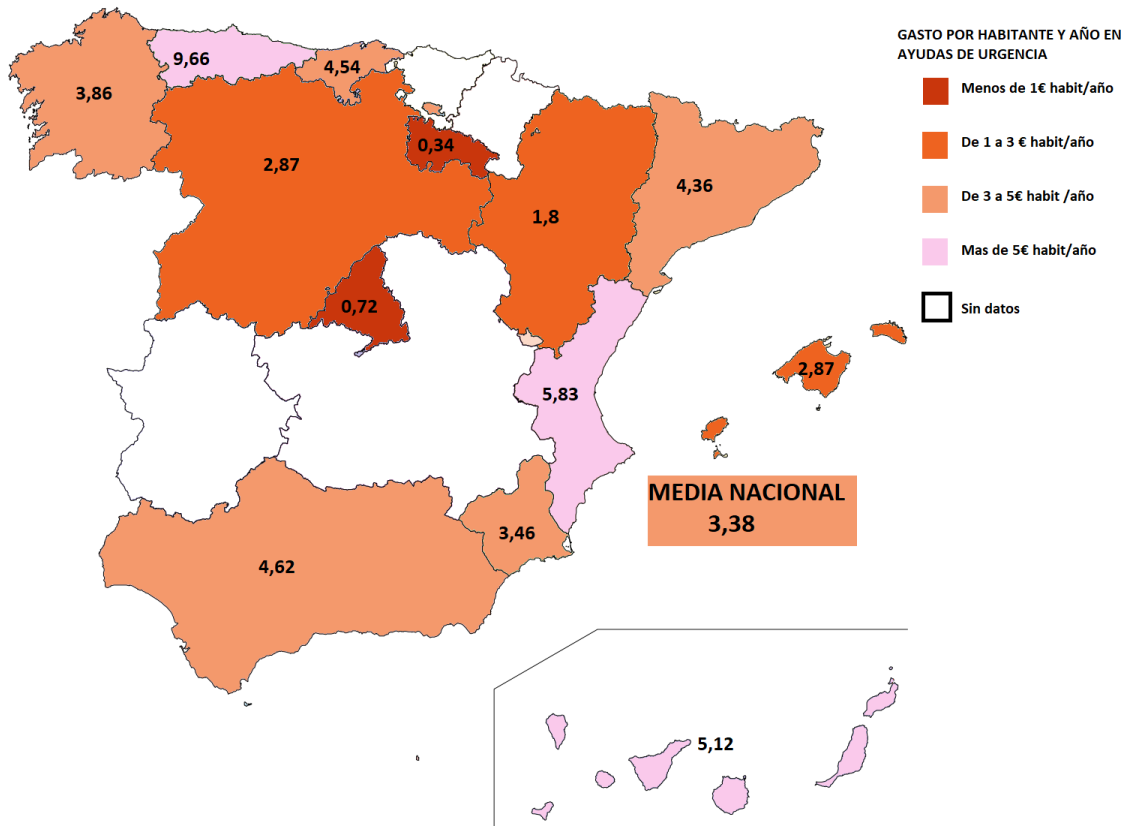 GASTO POR HABITANTE Y AÑO EN
AYUDAS DE URGENCIA
Menos de 1€ habit/año
De 1 a 3 € habit/año
De 3 a 5€ habit /año
Mas de 5€ habit/año
Sin datos
9,66
4,54
3,86
0,34
2,87
4,36
1,8
0,72
2,87
5,83
MEDIA NACIONAL
3,38
3,46
4,62
5,12